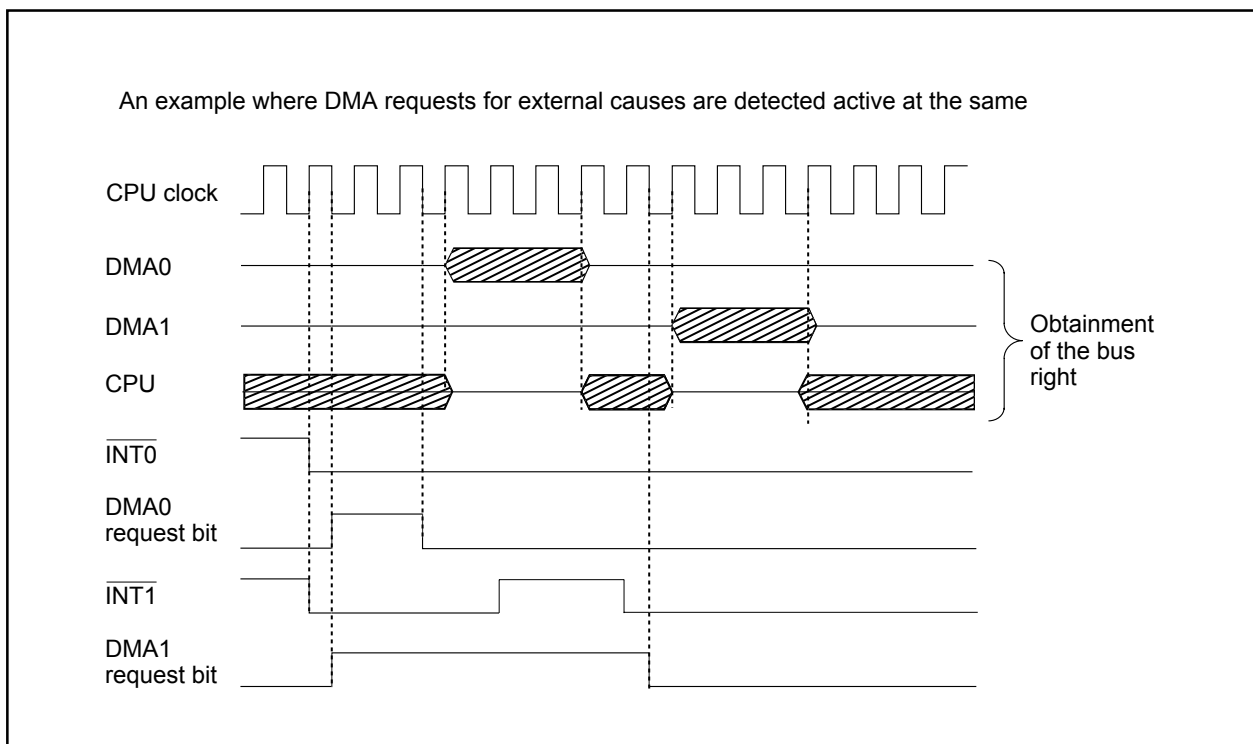 An example where DMA requests for external causes are detected active at the same
CPU clock
DMA0
DMA1
CPU
Obtainment
of the bus
right
INT0
DMA0
request bit
INT1
DMA1
request bit